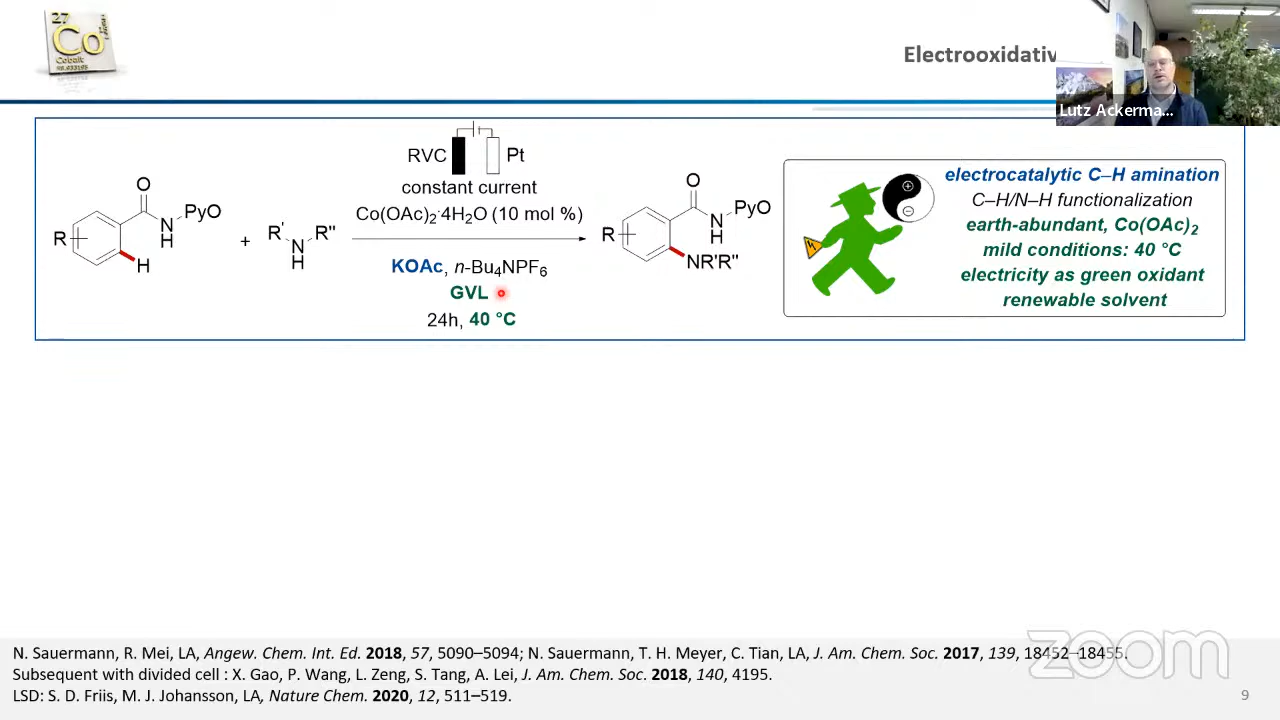 27
Co
Cobalt
Electrooxidativ
Lutz Ackerma...
RVC Pt
constant current
Co(OAc)₂·4H₂O (10 mol %)
KOAc, n-Bu₄NPF₆
GVL
24h, 40 °C
O
PyO
N
H
R
H
+
R' R''
N
H
O
PyO
N
H
R
NR'R''
electrocatalytic C–H amination
C–H/N–H functionalization
earth-abundant, Co(OAc)₂
mild conditions: 40 °C
electricity as green oxidant
renewable solvent
zoom
N. Sauermann, R. Mei, LA, Angew. Chem. Int. Ed. 2018, 57, 5090–5094; N. Sauermann, T. H. Meyer, C. Tian, LA, J. Am. Chem. Soc. 2017, 139, 18452–18455.
Subsequent with divided cell : X. Gao, P. Wang, L. Zeng, S. Tang, A. Lei, J. Am. Chem. Soc. 2018, 140, 4195.
LSD: S. D. Friis, M. J. Johansson, LA, Nature Chem. 2020, 12, 511–519.
9